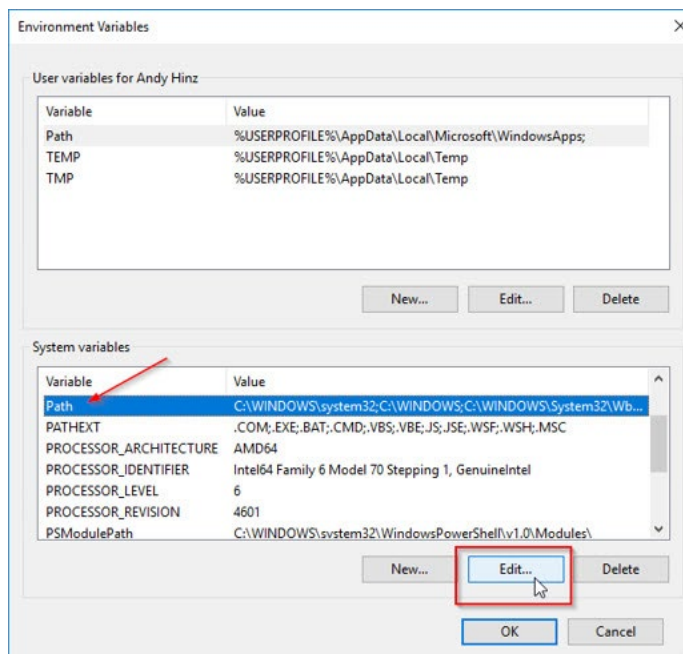 Environment Variables
User variables for Andy Hinz
Variable Value
Path %USERPROFILE%\AppData\Local\Microsoft\WindowsApps;
TEMP %USERPROFILE%\AppData\Local\Temp
TMP %USERPROFILE%\AppData\Local\Temp
New... Edit... Delete
System variables
Variable Value
Path C:\WINDOWS\system32;C:\WINDOWS;C:\WINDOWS\System32\Wb...
PATHEXT .COM;.EXE;.BAT;.CMD;.VBS;.VBE;.JS;.JSE;.WSF;.WSH;.MSC
PROCESSOR_ARCHITECTURE AMD64
PROCESSOR_IDENTIFIER Intel64 Family 6 Model 70 Stepping 1, GenuineIntel
PROCESSOR_LEVEL 6
PROCESSOR_REVISION 4601
PSModulePath C:\WINDOWS\system32\WindowsPowerShell\v1.0\Modules\
New... Edit... Delete
OK Cancel